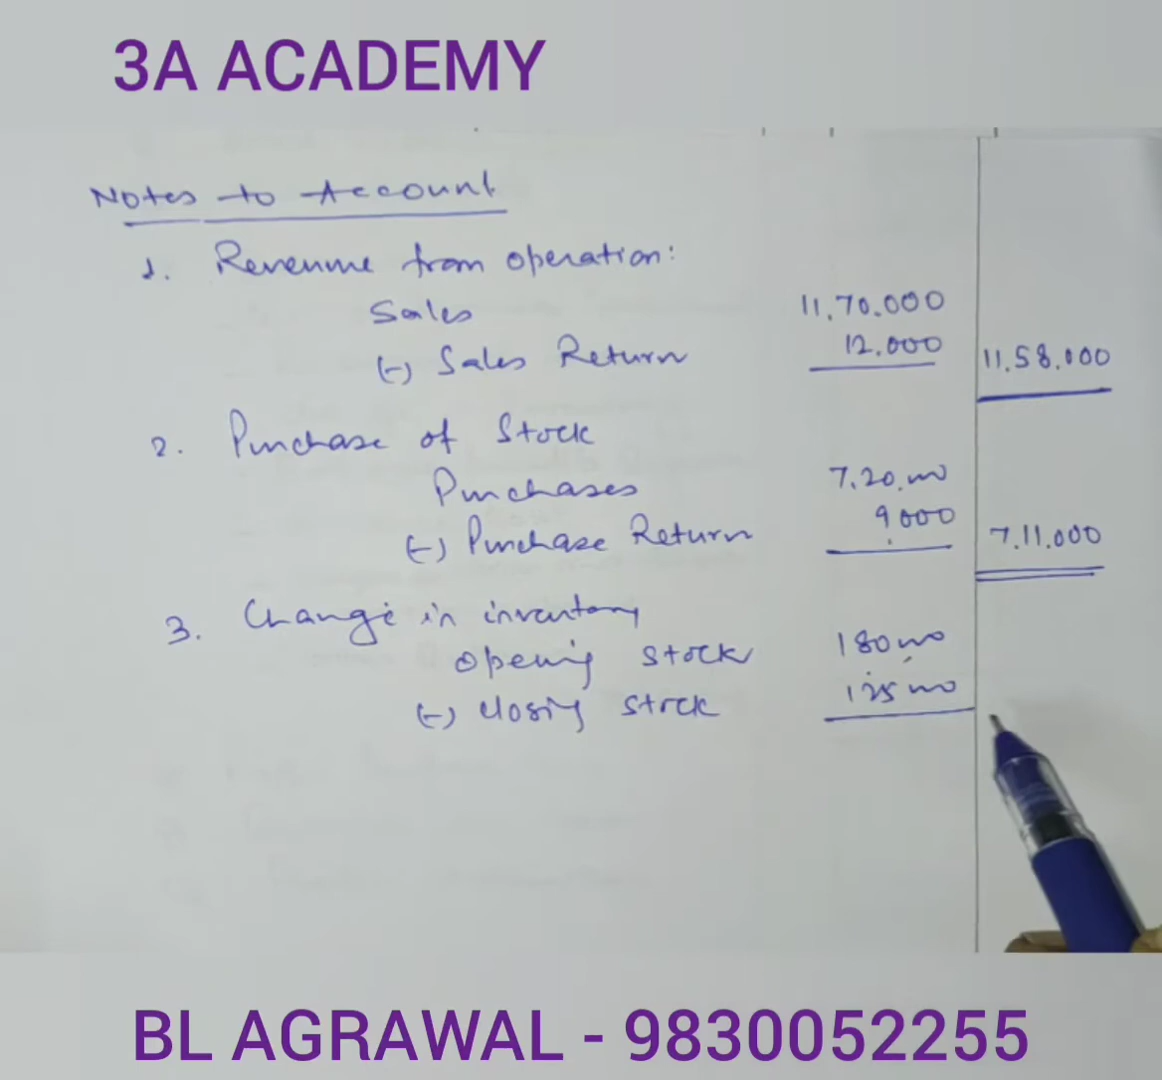 3A ACADEMY
Notes to Account
1. Revenue from operation:
Sales 11,70,000
(-) Sales Return 12,000 11,58,000
2. Purchase of Stock
Purchases 7,20,000
(-) Purchase Return 9000 7,11,000
3. Change in inventory
Opening Stock 180000
(-) Closing Stock 125000
BL AGRAWAL - 9830052255